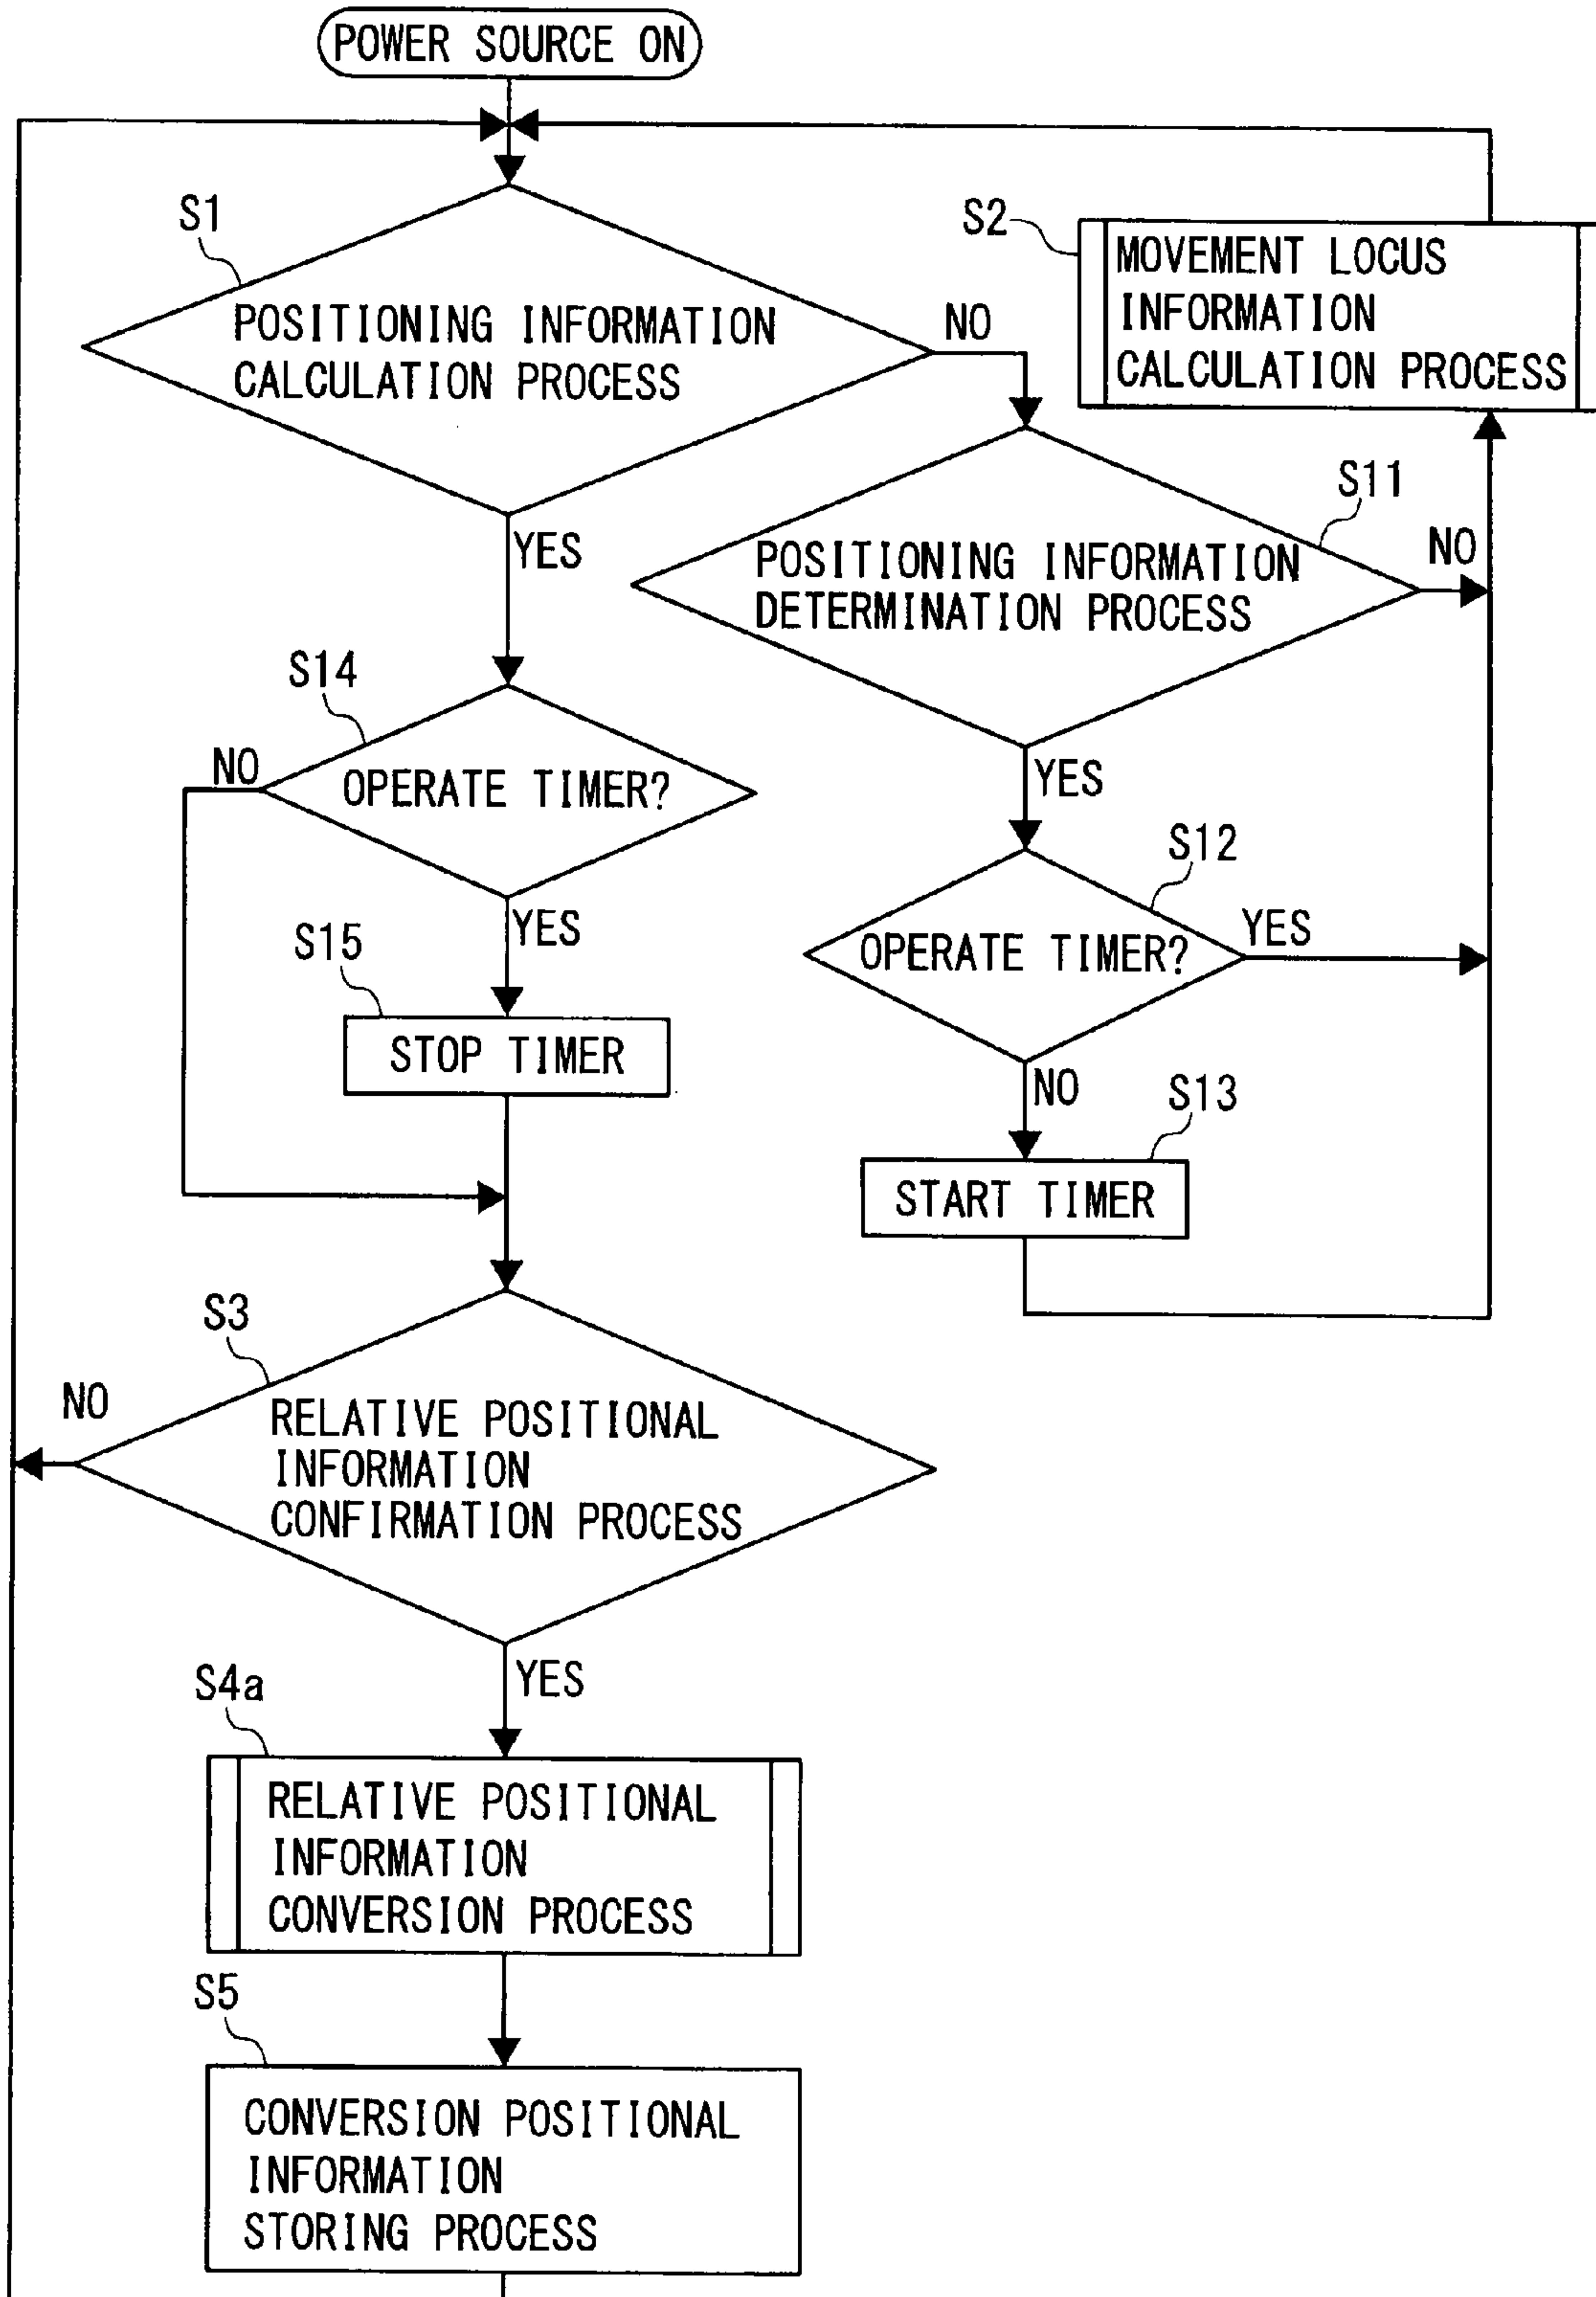 POWER SOURCE ON
S1
POSITIONING INFORMATION
CALCULATION PROCESS
NO
YES
S2
MOVEMENT LOCUS
INFORMATION
CALCULATION PROCESS
S11
POSITIONING INFORMATION
DETERMINATION PROCESS
NO
YES
S14
OPERATE TIMER?
NO
YES
S12
OPERATE TIMER?
YES
NO
S15
STOP TIMER
S13
START TIMER
S3
RELATIVE POSITIONAL
INFORMATION
CONFIRMATION PROCESS
NO
YES
S4a
RELATIVE POSITIONAL
INFORMATION
CONVERSION PROCESS
S5
CONVERSION POSITIONAL
INFORMATION
STORING PROCESS